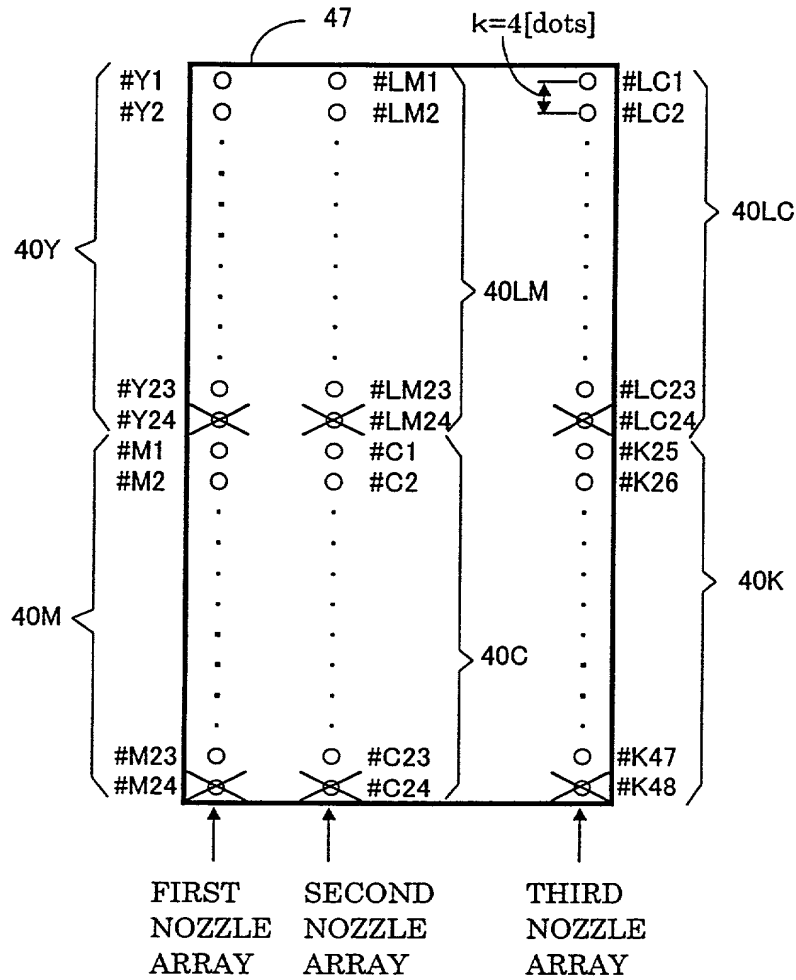 47
k=4[dots]
#Y1 #LM1 #LC1
#Y2 #LM2 #LC2
40Y 40LM 40LC
#Y23 #LM23 #LC23
#Y24 #LM24 #LC24
#M1 #C1 #K25
#M2 #C2 #K26
40M 40C 40K
#M23 #C23 #K47
#M24 #C24 #K48
FIRST
NOZZLE
ARRAY
SECOND
NOZZLE
ARRAY
THIRD
NOZZLE
ARRAY